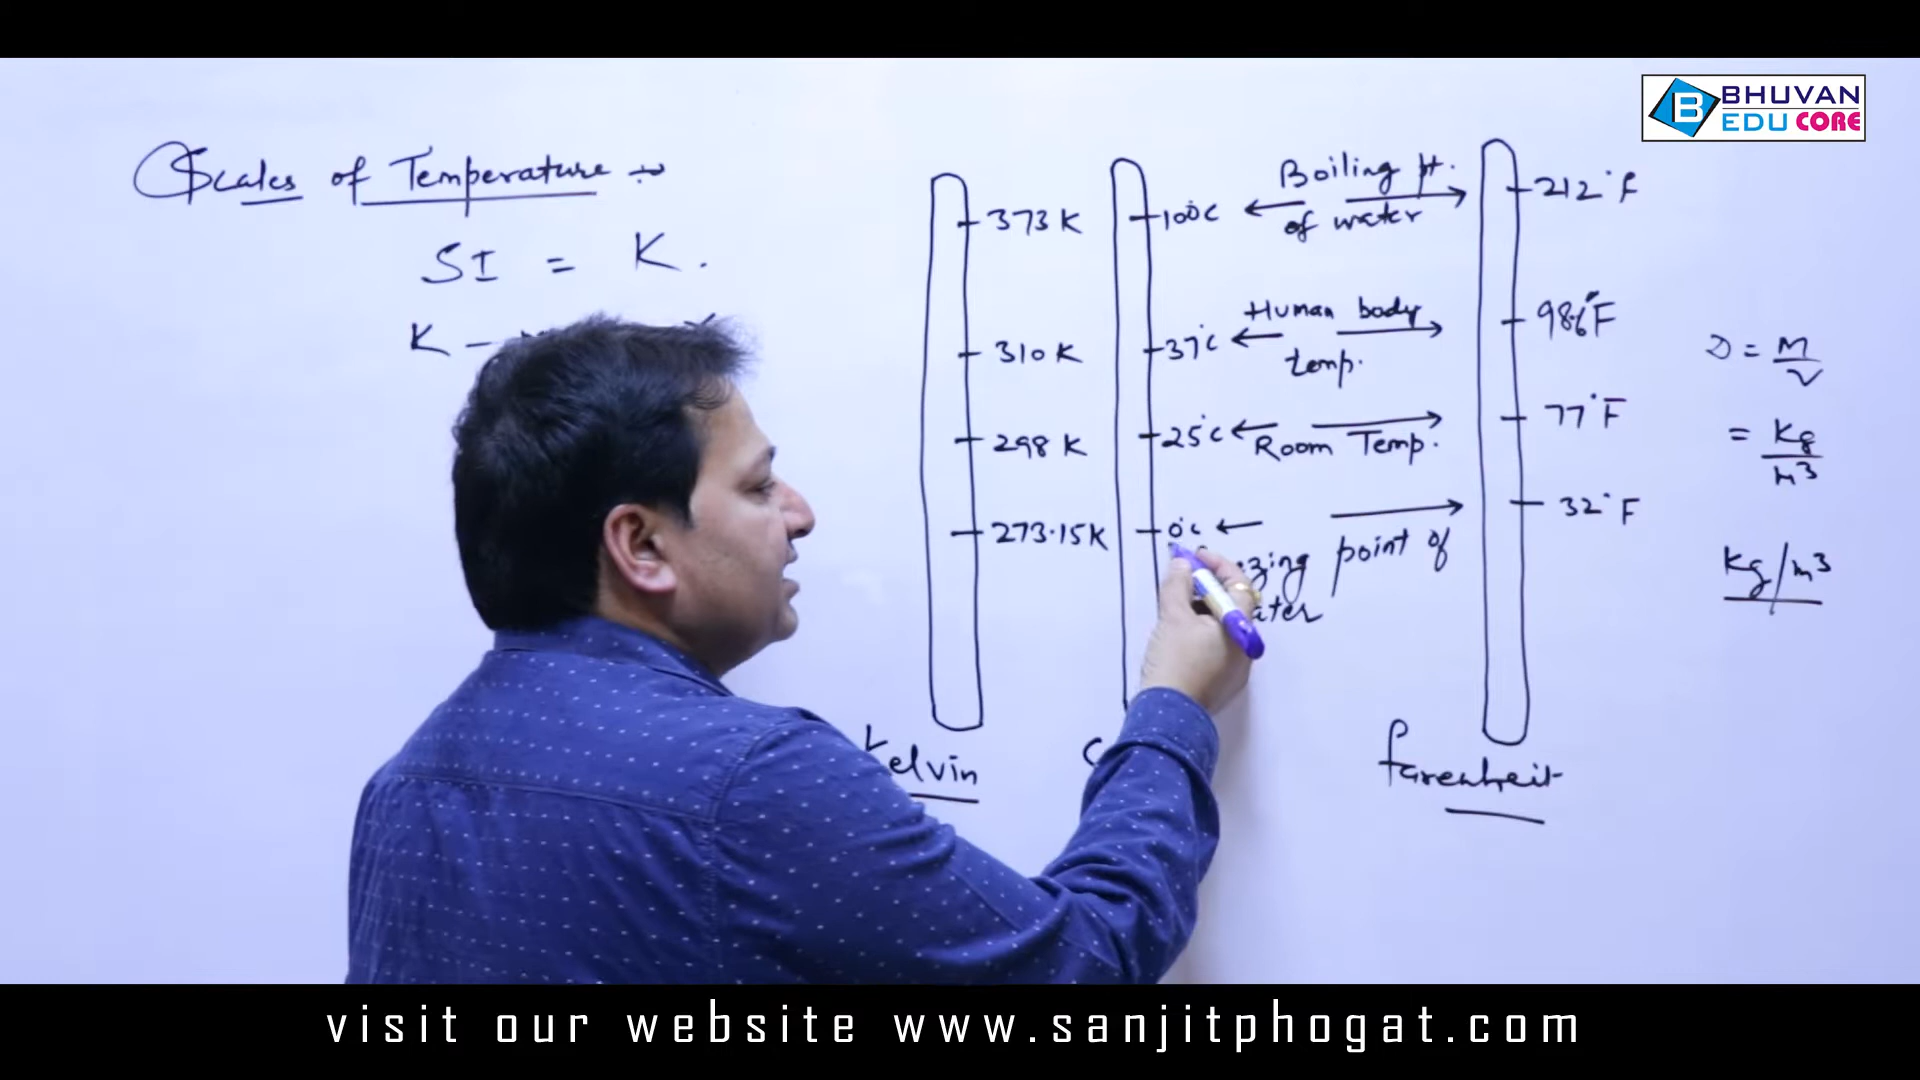 BHUVAN
EDU CORE
Scales of Temperature :-
SI = K.
K -
373 K
310 K
298 K
273.15K
Kelvin
100°C
37°C
25°C
0°C
Boiling pt.
of water
Human body
temp.
Room Temp.
point of
212°F
98.6°F
77°F
32°F
farenheit
D = M/V
= Kg/m³
Kg/m³
visit our website www.sanjitphogat.com